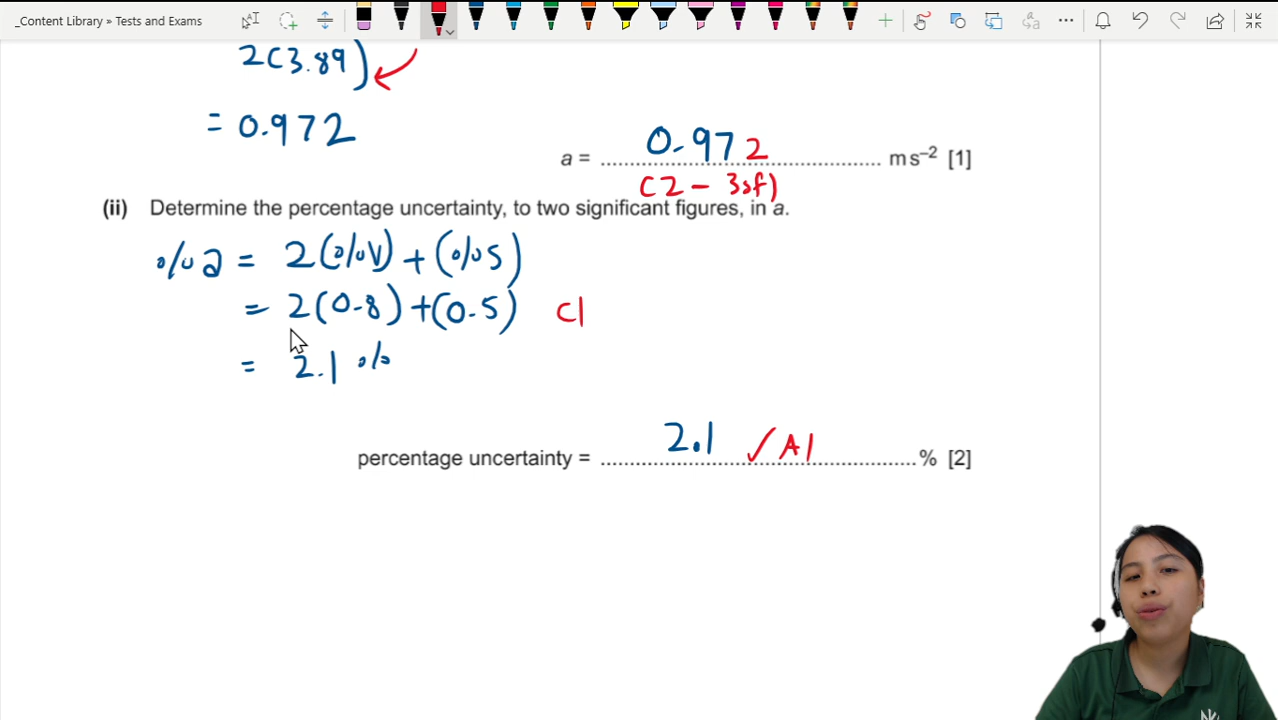 _Content Library » Tests and Exams
2(3.89)
= 0.972
a = 0.972 ms⁻² [1]
(2 - 3sf)
(ii) Determine the percentage uncertainty, to two significant figures, in a.
%a = 2(%v) + (%s)
= 2(0.8) + (0.5) C1
= 2.1 %
percentage uncertainty = 2.1 ✓ A1 % [2]